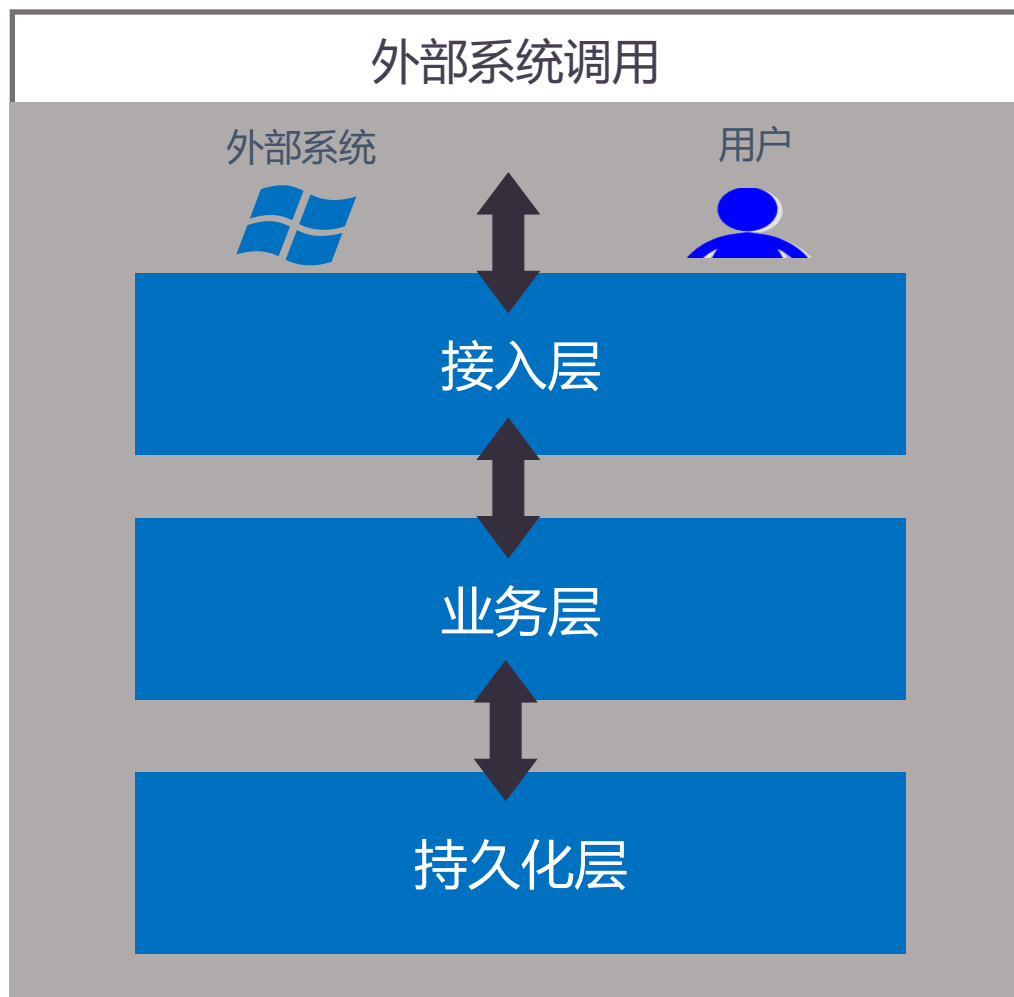 外部系统调用
外部系统
用户
接入层
业务层
持久化层